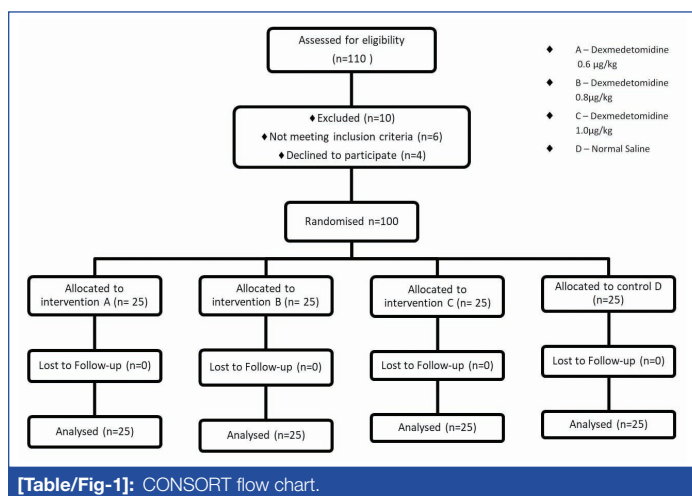 Assessed for eligibility
(n=110 )
♦ A – Dexmedetomidine
0.6 µg/kg
♦ B – Dexmedetomidine
0.8µg/kg
♦ C – Dexmedetomidine
1.0µg/kg
♦ D – Normal Saline
♦Excluded (n=10)
♦Not meeting inclusion criteria (n=6)
♦Declined to participate (n=4)
Randomised n=100
Allocated to
intervention A (n= 25)
Allocated to
intervention B (n= 25)
Allocated to
intervention C (n= 25)
Allocated to control D
(n=25)
Lost to Follow-up (n=0)
Lost to Follow-up (n=0)
Lost to Follow-up (n=0)
Lost to Follow-up (n=0)
Analysed (n=25)
Analysed (n=25)
Analysed (n=25)
Analysed (n=25)
[Table/Fig-1]: CONSORT flow chart.